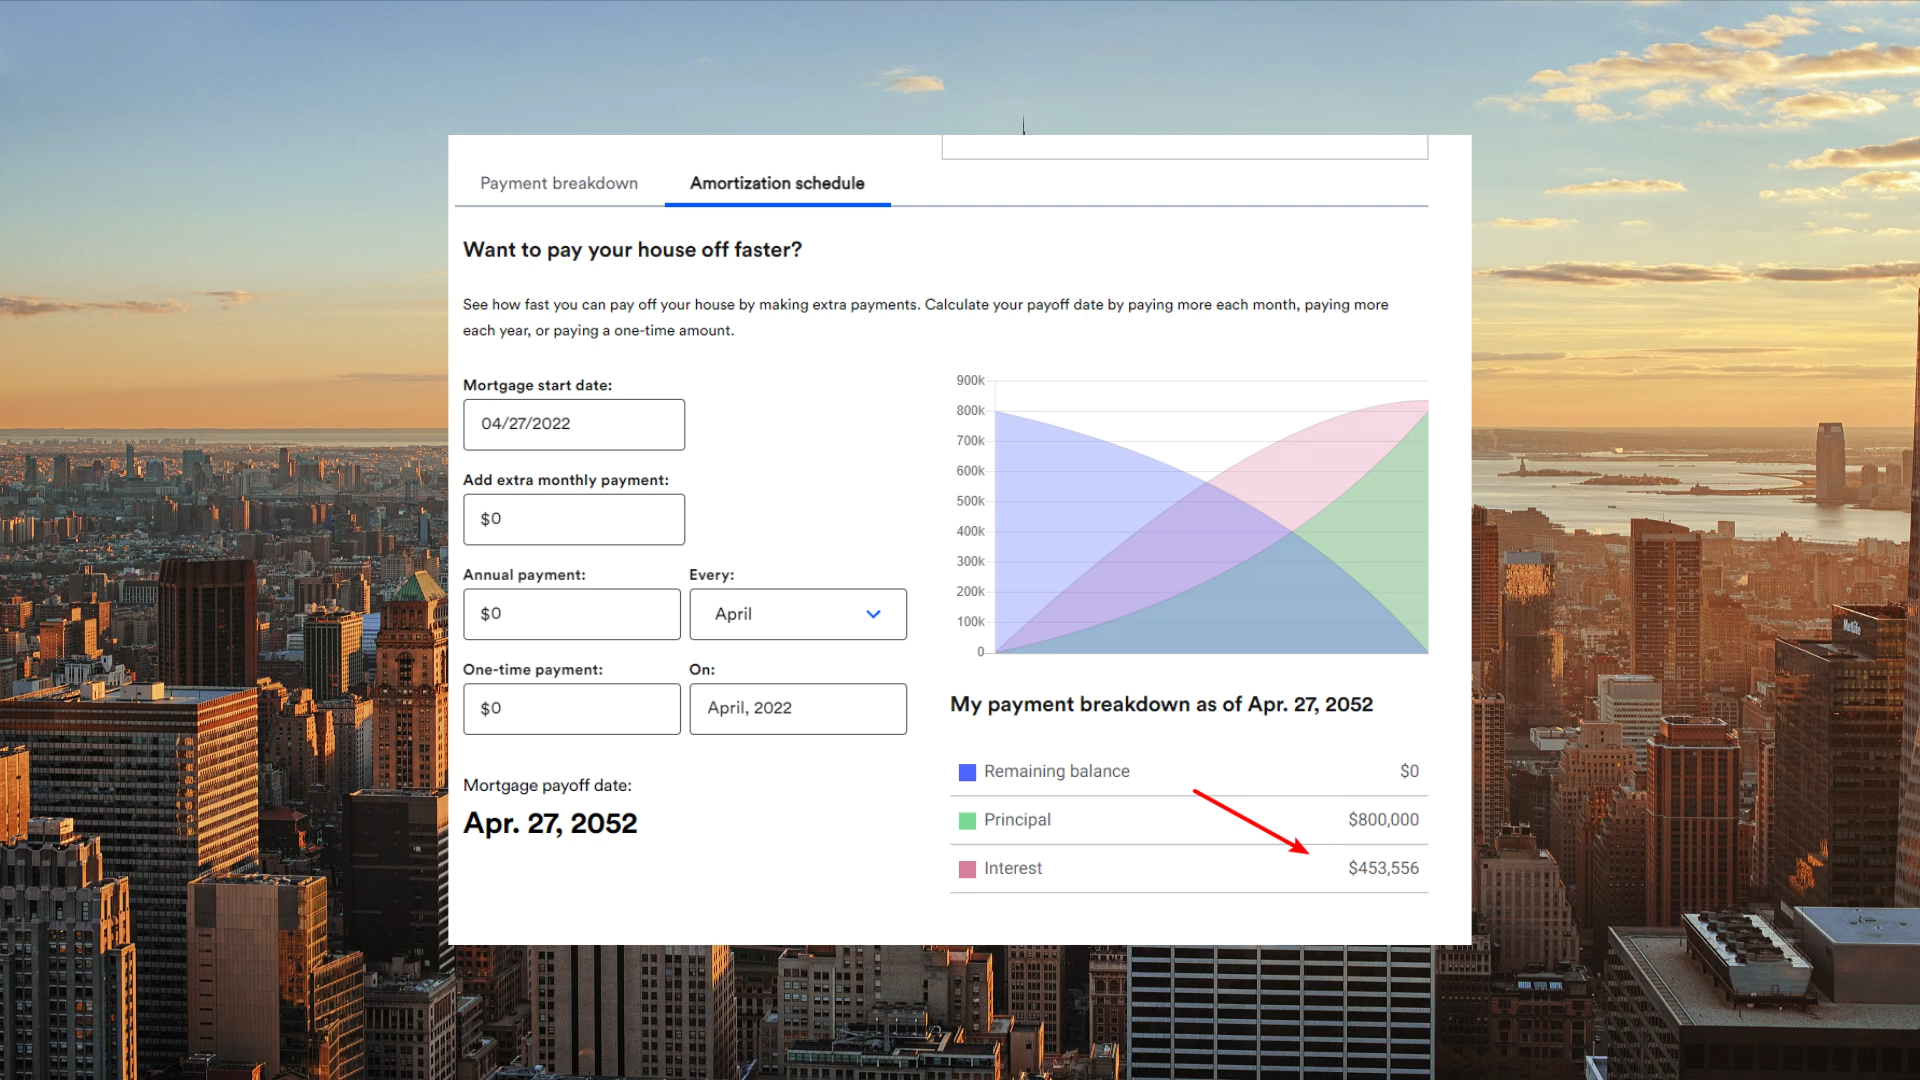 Payment breakdown
Amortization schedule
Want to pay your house off faster?
See how fast you can pay off your house by making extra payments. Calculate your payoff date by paying more each month, paying more
each year, or paying a one-time amount.
Mortgage start date:
04/27/2022
Add extra monthly payment:
$0
Annual payment:
Every:
$0
April
One-time payment:
On:
$0
April, 2022
Mortgage payoff date:
Apr. 27, 2052
900k
800k
700k
600k
500k
400k
300k
200k
100k
0
My payment breakdown as of Apr. 27, 2052
Remaining balance $0
Principal $800,000
Interest $453,556
MetLife